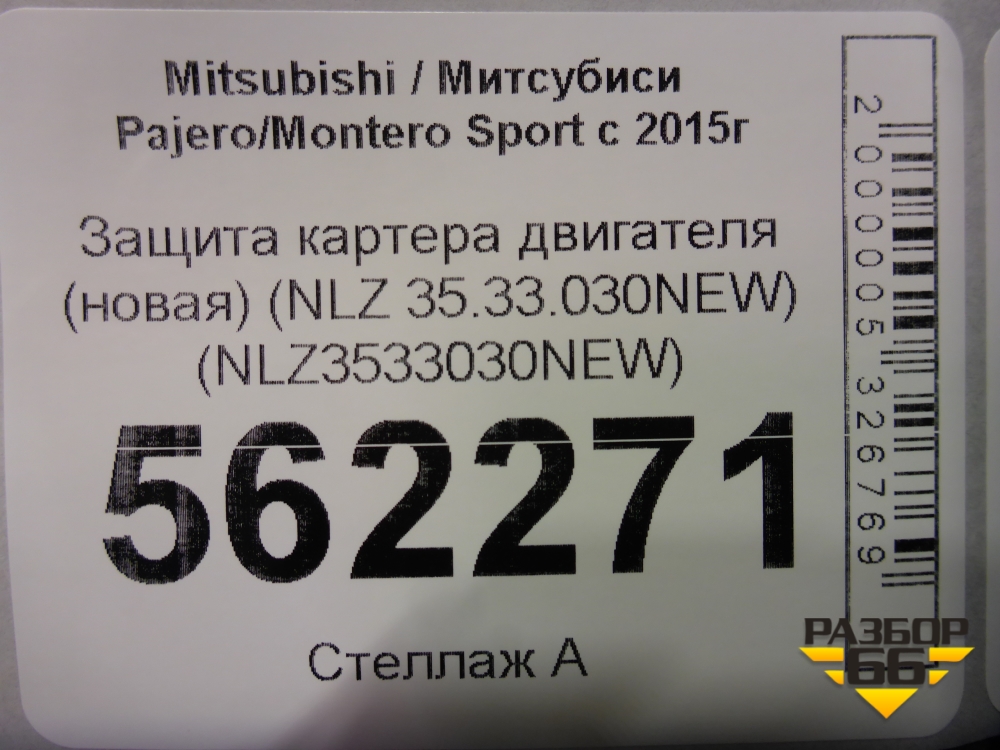 Mitsubishi / Митсубиси
Pajero/Montero Sport с 2015г
Защита картера двигателя
(новая) (NLZ 35.33.030NEW)
(NLZ3533030NEW)
562271
Стеллаж А
2000005326769
РАЗБОР
66